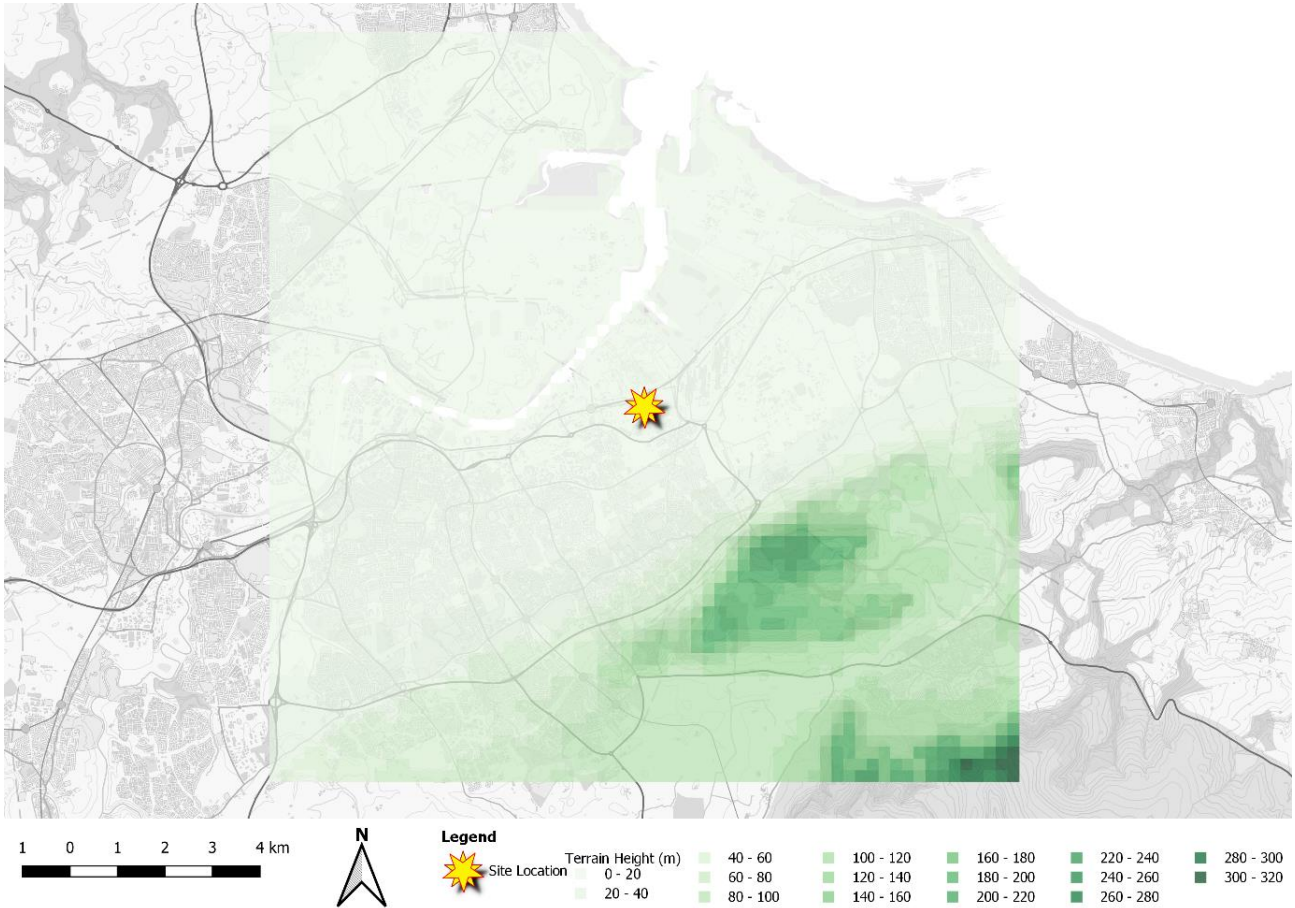 1 0 1 2 3 4 km
N
Legend
Site Location
Terrain Height (m)
0 - 20
20 - 40
40 - 60
60 - 80
80 - 100
100 - 120
120 - 140
140 - 160
160 - 180
180 - 200
200 - 220
220 - 240
240 - 260
260 - 280
280 - 300
300 - 320